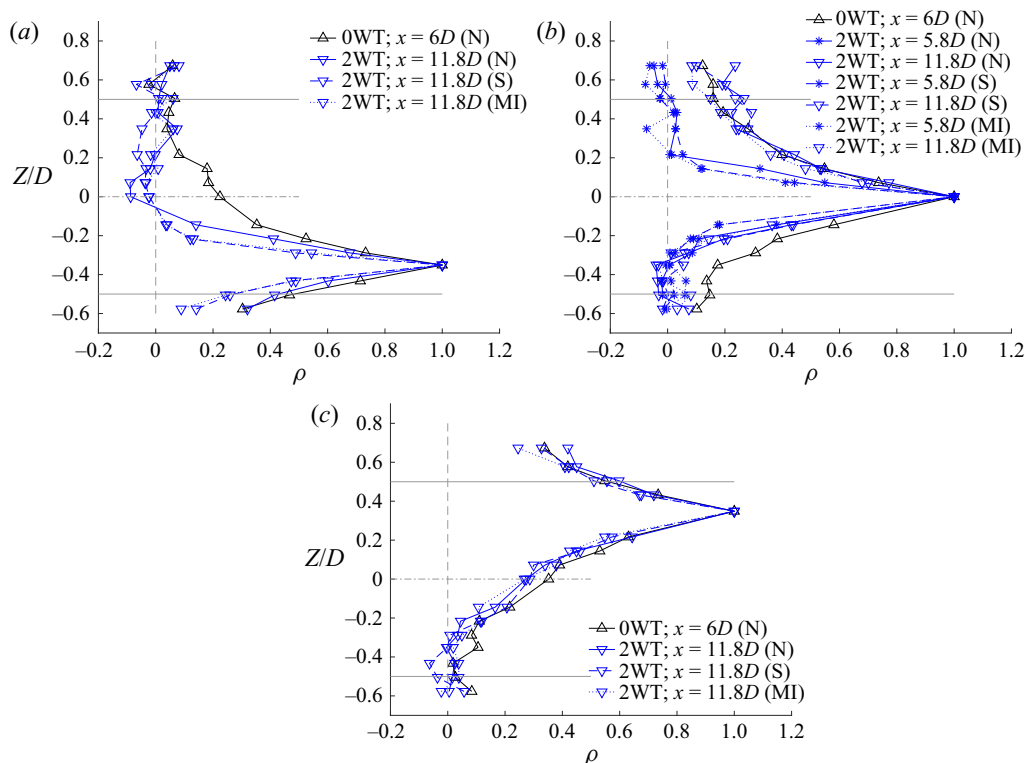 (a)
0.8
0.6
0.4
0.2
0
–0.2
–0.4
–0.6
Z/D
–0.2 0 0.2 0.4 0.6 0.8 1.0 1.2
ρ
0WT; x = 6D (N)
2WT; x = 11.8D (N)
2WT; x = 11.8D (S)
2WT; x = 11.8D (MI)
(b)
0.8
0.6
0.4
0.2
0
–0.2
–0.4
–0.6
–0.2 0 0.2 0.4 0.6 0.8 1.0 1.2
ρ
0WT; x = 6D (N)
2WT; x = 5.8D (N)
2WT; x = 11.8D (N)
2WT; x = 5.8D (S)
2WT; x = 11.8D (S)
2WT; x = 5.8D (MI)
2WT; x = 11.8D (MI)
(c)
0.8
0.6
0.4
0.2
0
–0.2
–0.4
–0.6
Z/D
–0.2 0 0.2 0.4 0.6 0.8 1.0 1.2
ρ
0WT; x = 6D (N)
2WT; x = 11.8D (N)
2WT; x = 11.8D (S)
2WT; x = 11.8D (MI)